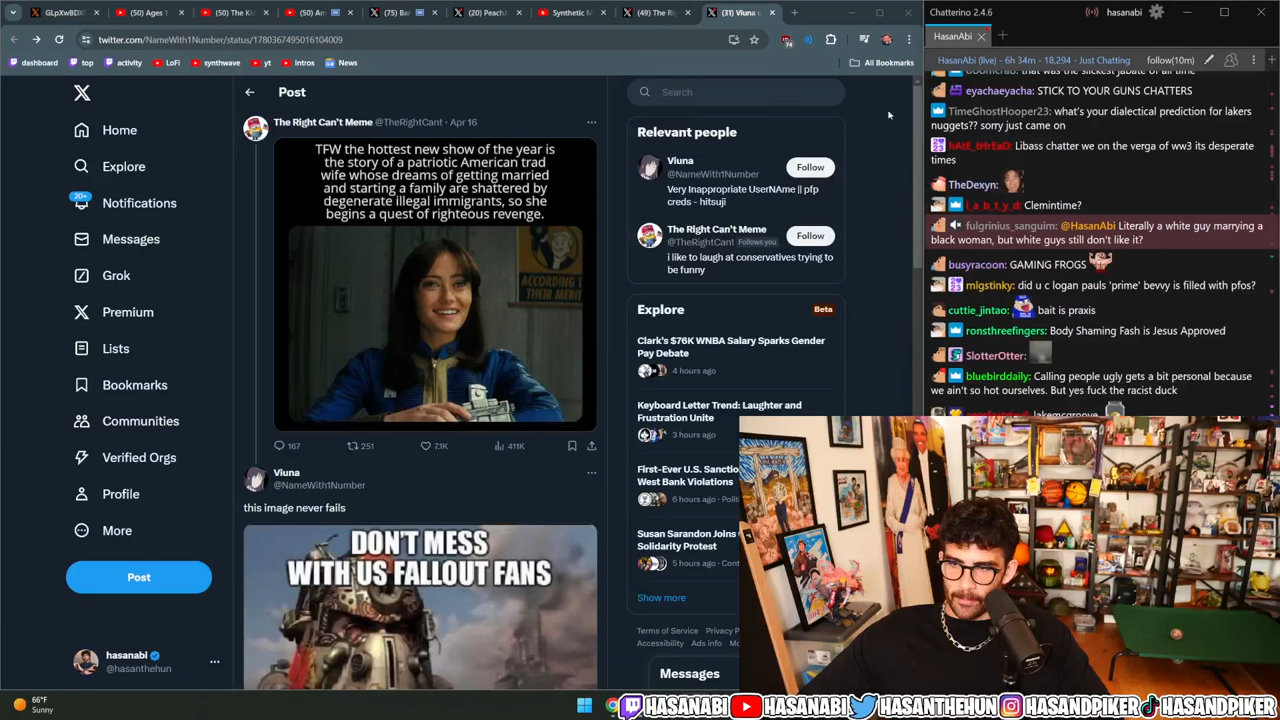 (50) Ages 1
(50) The Ki
(50) Am
(75) Bar
(20) Peach
Synthetic M
(49) The Ri
(31) Viuna
twitter.com/NameWith1Number/status/1780367495016104009
74
dashboard
top
activity
LoFi
synthwave
yt
intros
News
All Bookmarks
Home
Explore
20+
Notifications
Messages
Grok
Premium
Lists
Bookmarks
Communities
Verified Orgs
Profile
More
Post
hasanabi
@hasanthehun
66°F
Sunny
Post
The Right Can't Meme @TheRightCant · Apr 16
TFW the hottest new show of the year is
the story of a patriotic American trad
wife whose dreams of getting married
and starting a family are shattered by
degenerate illegal immigrants, so she
begins a quest of righteous revenge.
ACCORDING TO
THEIR MERIT
167
251
7.1K
411K
Viuna
@NameWith1Number
this image never fails
DON'T MESS
WITH US FALLOUT FANS
Search
Relevant people
Viuna
@NameWith1Number
Follow
Very Inappropriate UserNAme || pfp
creds - hitsuji
The Right Can't Meme
@TheRightCant Follows you
Follow
i like to laugh at conservatives trying to
be funny
Explore
Beta
Clark's $76K WNBA Salary Sparks Gender
Pay Debate
4 hours ago
Keyboard Letter Trend: Laughter and
Frustration Unite
3 hours ago
First-Ever U.S. Sanctio
West Bank Violations
6 hours ago · Polit
Susan Sarandon Joins
Solidarity Protest
5 hours ago · Cont
Show more
Terms of Service Privacy P
Accessibility Ads info Mo
Messages
Chatterino 2.4.6
hasanabi
HasanAbi
HasanAbi (live) - 6h 34m - 18,294 - Just Chatting
follow(10m)
doomcrab: that was the slickest jabate of all time
eyachaeyacha: STICK TO YOUR GUNS CHATTERS
TimeGhostHooper23: what's your dialectical prediction for lakers
nuggets?? sorry just came on
hAtE_tHrEaD: Libass chatter we on the verga of ww3 its desperate
times
TheDexyn:
i_a_b_t_y_d: Clemintime?
fulgrinius_sanguim: @HasanAbi Literally a white guy marrying a
black woman, but white guys still don't like it?
busyracoon: GAMING FROGS
mlgstinky: did u c logan pauls 'prime' bevvy is filled with pfos?
cuttie_jintao: bait is praxis
ronsthreefingers: Body Shaming Fash is Jesus Approved
SlotterOtter:
bluebirddaily: Calling people ugly gets a bit personal because
we ain't so hot ourselves. But yes fuck the racist duck
lakemcgroove
HASANABI
HASANABI
HASANTHEHUN
HASANDPIKER
HASANDPIKER